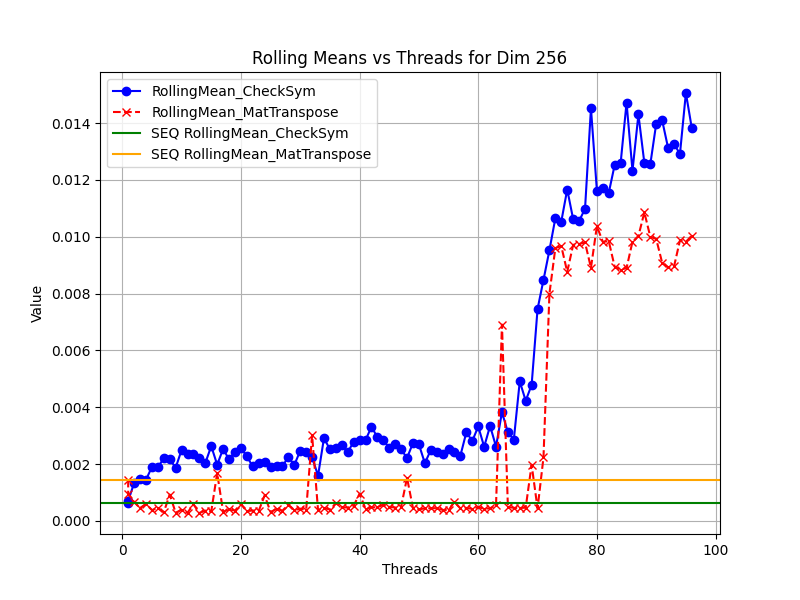 Rolling Means vs Threads for Dim 256
RollingMean_CheckSym
RollingMean_MatTranspose
SEQ RollingMean_CheckSym
SEQ RollingMean_MatTranspose
0.014
0.012
0.010
0.008
0.006
0.004
0.002
0.000
Value
0 20 40 60 80 100
Threads